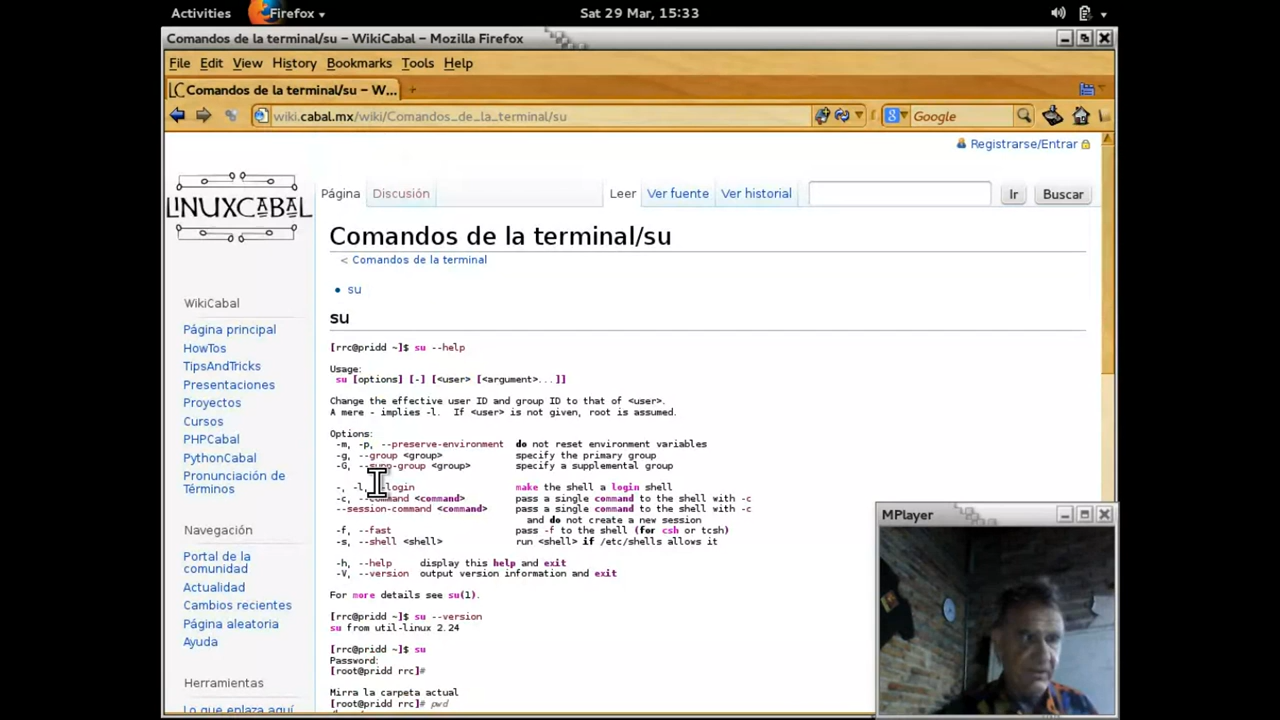 Activities Firefox Sat 29 Mar, 15:33
Comandos de la terminal/su – WikiCabal – Mozilla Firefox
File Edit View History Bookmarks Tools Help
LC Comandos de la terminal/su – W...
wiki.cabal.mx/wiki/Comandos_de_la_terminal/su Google
Registrarse/Entrar
LINUXCABAL
Página Discusión Leer Ver fuente Ver historial Ir Buscar
Comandos de la terminal/su
< Comandos de la terminal
su
su
WikiCabal
Página principal
HowTos
TipsAndTricks
Presentaciones
Proyectos
Cursos
PHPCabal
PythonCabal
Pronunciación de
Términos
Navegación
Portal de la
comunidad
Actualidad
Cambios recientes
Página aleatoria
Ayuda
Herramientas
Lo que enlaza aquí
[rrc@pridd ~]$ su --help
Usage:
su [options] [-] [<user> [<argument>...]]
Change the effective user ID and group ID to that of <user>.
A mere - implies -l. If <user> is not given, root is assumed.
Options:
-m, -p, --preserve-environment do not reset environment variables
-g, --group <group> specify the primary group
-G, --supp-group <group> specify a supplemental group
-, -l, --login make the shell a login shell
-c, --command <command> pass a single command to the shell with -c
--session-command <command> pass a single command to the shell with -c
and do not create a new session
-f, --fast pass -f to the shell (for csh or tcsh)
-s, --shell <shell> run <shell> if /etc/shells allows it
-h, --help display this help and exit
-V, --version output version information and exit
For more details see su(1).
[rrc@pridd ~]$ su --version
su from util-linux 2.24
[rrc@pridd ~]$ su
Password:
[root@pridd rrc]#
Mirra la carpeta actual
[root@pridd rrc]# pwd
MPlayer